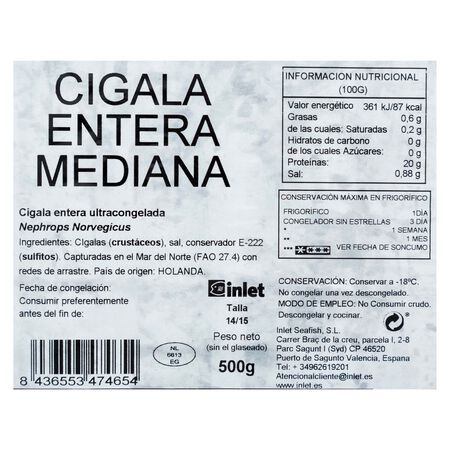 CIGALA
ENTERA
MEDIANA
Cigala entera ultracongelada
Nephrops Norvegicus
Ingredientes: Cígalas (crustáceos), sal, conservador E-222
(sulfitos). Capturadas en el Mar del Norte (FAO 27.4) con
redes de arrastre. País de origen: HOLANDA.
Fecha de congelación:
Consumir preferentemente
antes del fin de:
inlet
Talla
14/15
Peso neto
(sin el glaseado)
500g
NL
6613
EG
8 436553 474654
INFORMACION NUTRICIONAL
(100G)
Valor energético 361 kJ/87 kcal
Grasas 0,6 g
de las cuales: Saturadas 0,2 g
Hidratos de carbono 0 g
de los cuales: Azúcares: 0 g
Proteínas: 20 g
Sal: 0,88 g
CONSERVACIÓN MÁXIMA EN FRIGORÍFICO
FRIGORÍFICO 1DÍA
CONGELADOR SIN ESTRELLAS 3 DÍA
* 1 SEMANA
** 1 MES
VER FECHA DE SONCUMO
CONSERVACIÓN: Conservar a -18ºC.
No congelar una vez descongelado.
MODO DE EMPLEO: No Consumir crudo.
Descongelar y cocinar.
Inlet Seafish, S.L.
Carrer Braç de la creu, parcela I, 2-8
Parc Sagunt I (Syd) CP 46520
Puerto de Sagunto Valencia, Espana
Tel: + 34962619201
Atencionalcliente@inlet.es
www.inlet.es